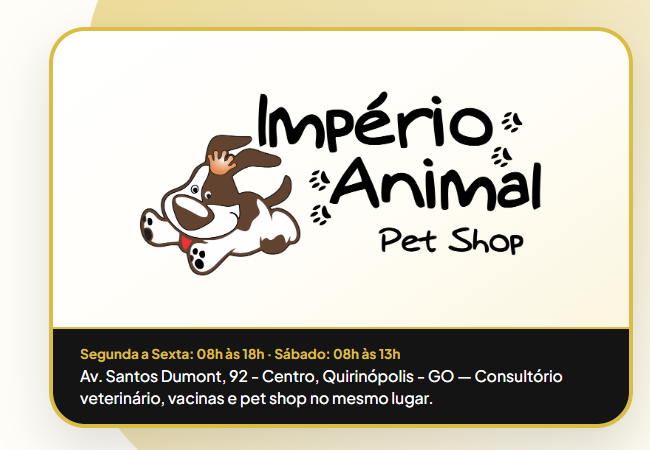 Império
Animal
Pet Shop
Segunda a Sexta: 08h às 18h · Sábado: 08h às 13h
Av. Santos Dumont, 92 - Centro, Quirinópolis - GO — Consultório
veterinário, vacinas e pet shop no mesmo lugar.